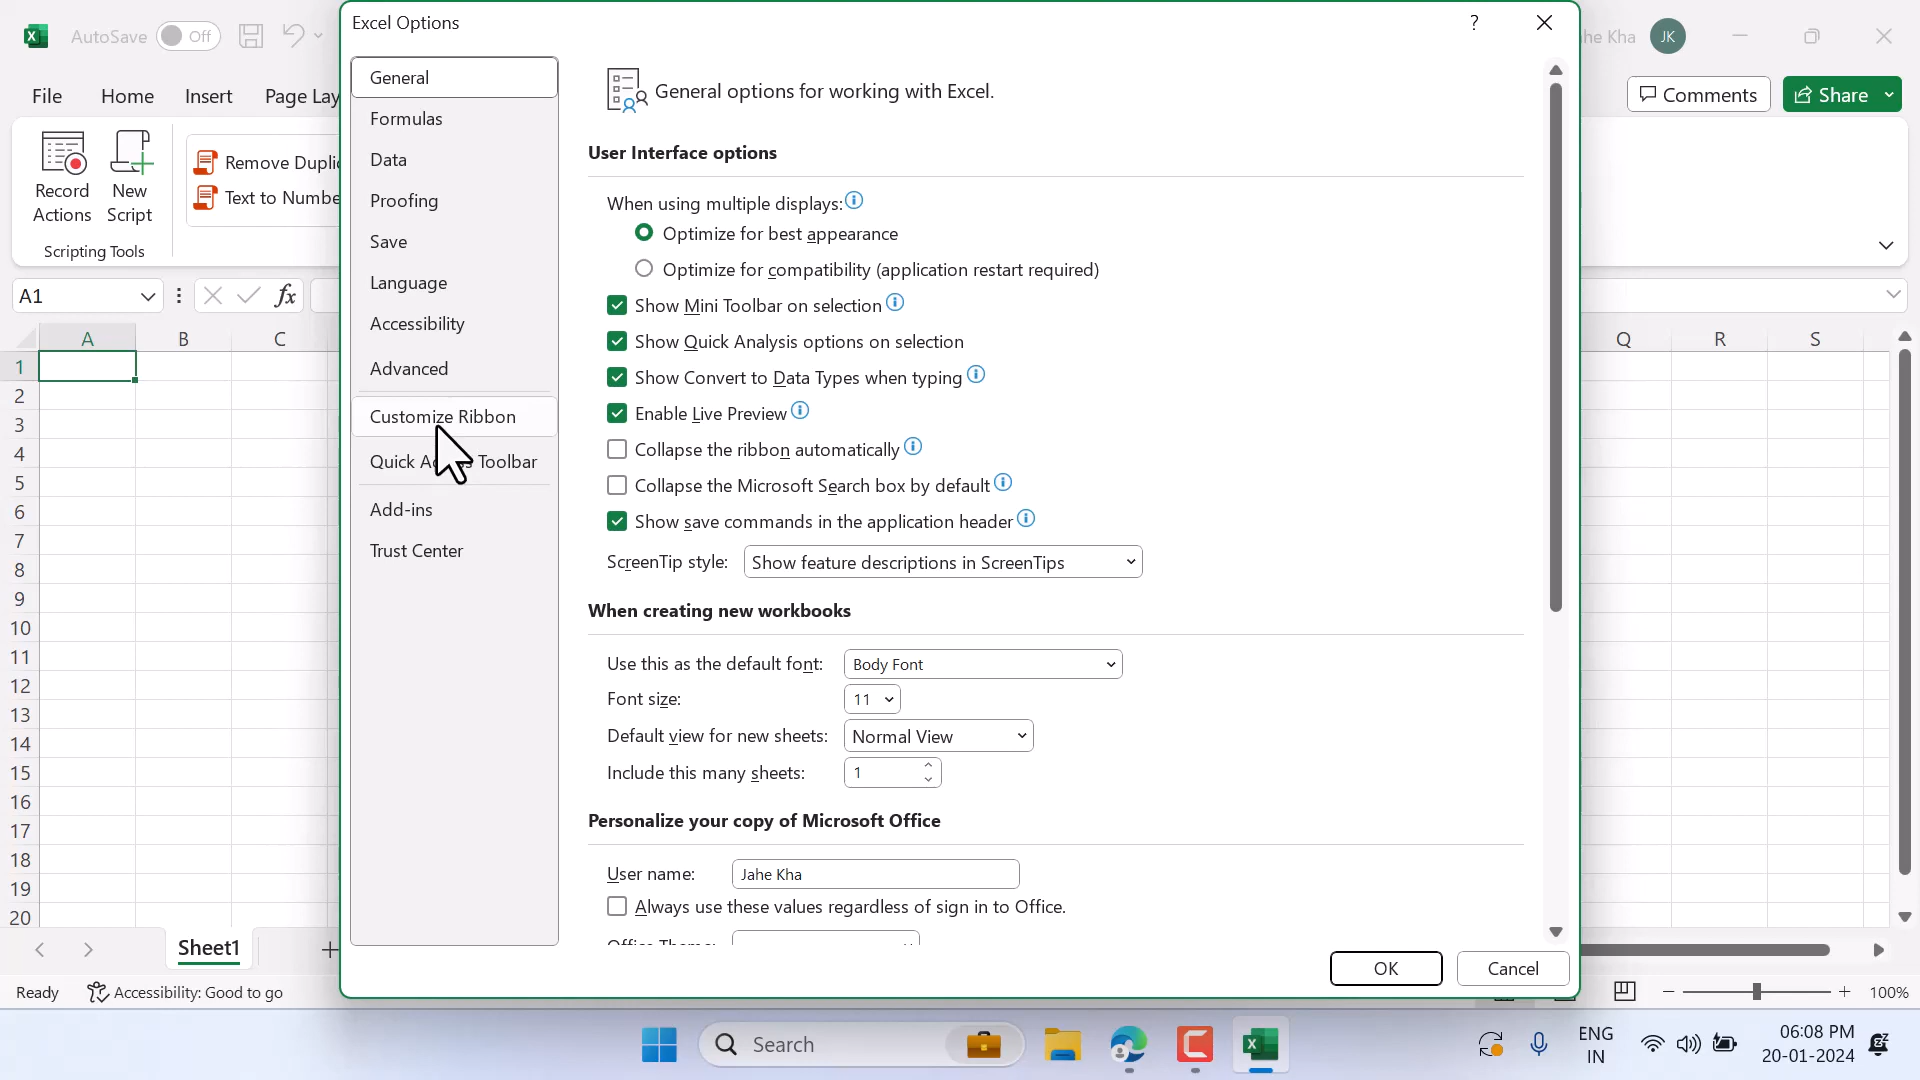 AutoSave Off
Excel Options
?
he Kha JK
File Home Insert Page Lay
Comments Share
Record Actions
New Script
Remove Duplic
Text to Numbe
Scripting Tools
A1
fx
A B C Q R S
1
2
3
4
5
6
7
8
9
10
11
12
13
14
15
16
17
18
19
20
General
Formulas
Data
Proofing
Save
Language
Accessibility
Advanced
Customize Ribbon
Quick A s Toolbar
Add-ins
Trust Center
General options for working with Excel.
User Interface options
When using multiple displays:
Optimize for best appearance
Optimize for compatibility (application restart required)
Show Mini Toolbar on selection
Show Quick Analysis options on selection
Show Convert to Data Types when typing
Enable Live Preview
Collapse the ribbon automatically
Collapse the Microsoft Search box by default
Show save commands in the application header
ScreenTip style: Show feature descriptions in ScreenTips
When creating new workbooks
Use this as the default font: Body Font
Font size: 11
Default view for new sheets: Normal View
Include this many sheets: 1
Personalize your copy of Microsoft Office
User name: Jahe Kha
Always use these values regardless of sign in to Office.
OK Cancel
Sheet1
Ready Accessibility: Good to go
100%
Search
ENG
IN
06:08 PM
20-01-2024